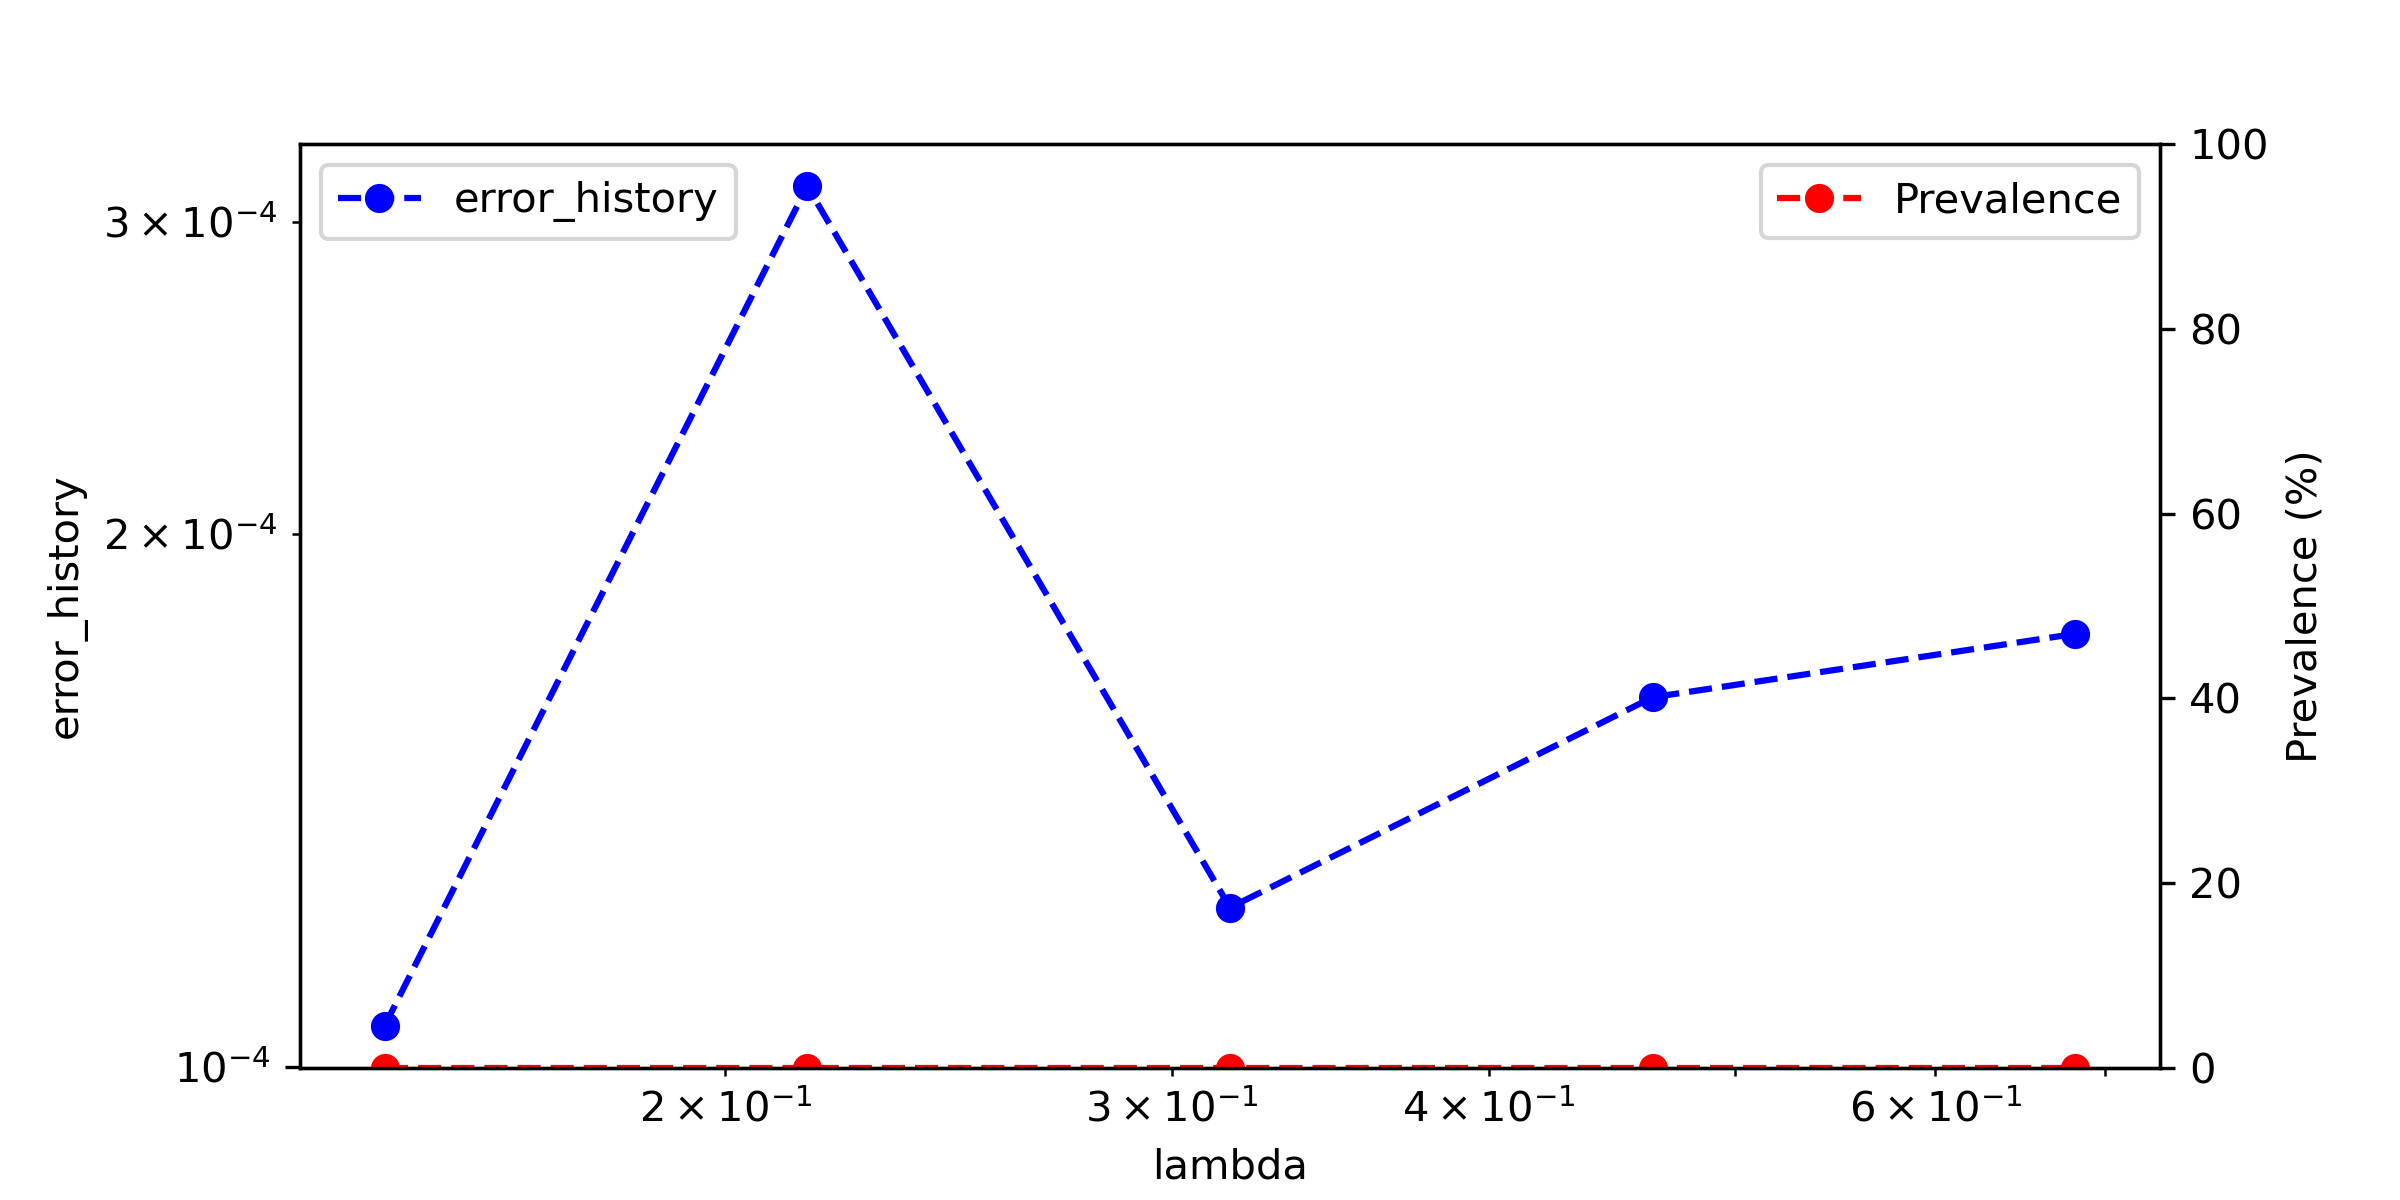 error_history
Prevalence
3 × 10⁻⁴
2 × 10⁻⁴
10⁻⁴
error_history
100
80
60
40
20
0
Prevalence (%)
2 × 10⁻¹
3 × 10⁻¹
4 × 10⁻¹
6 × 10⁻¹
lambda